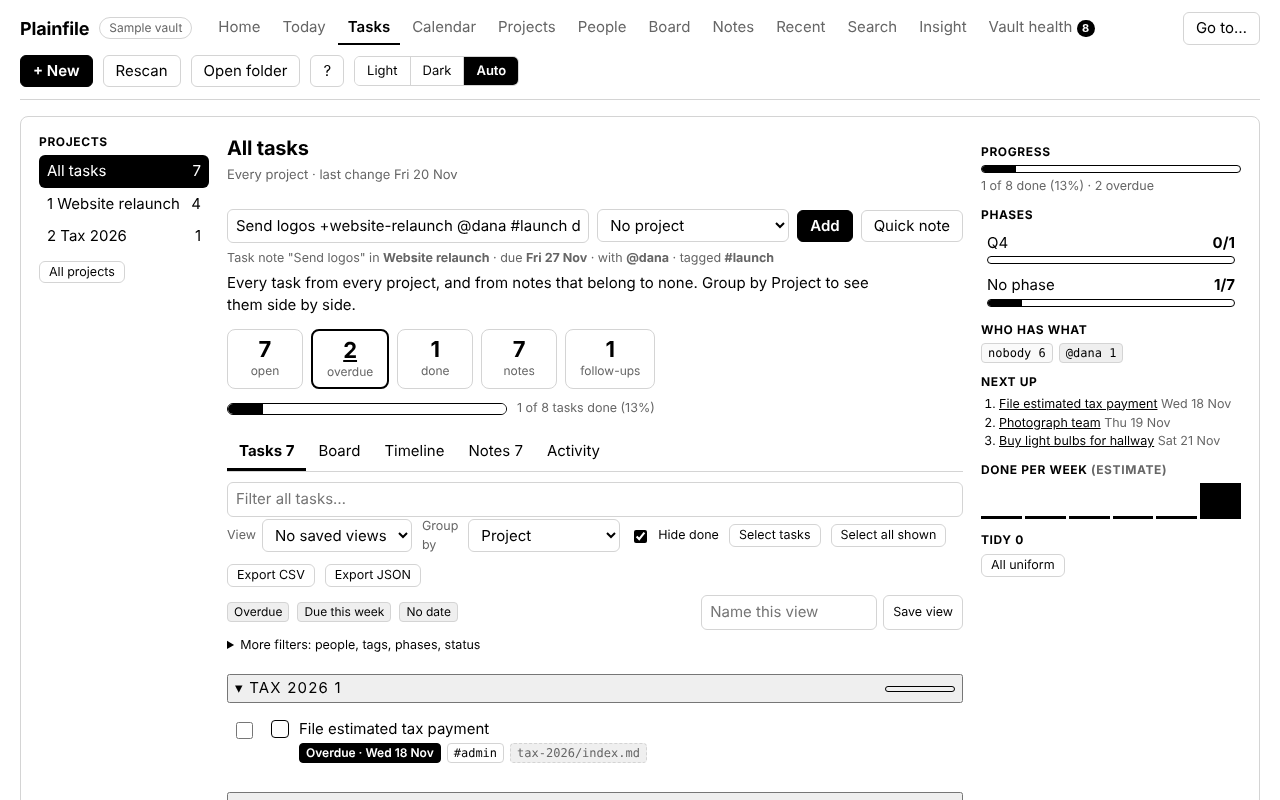 Plainfile Sample vault Home Today Tasks Calendar Projects People Board Notes Recent Search Insight Vault health 8 Go to...
+ New Rescan Open folder ? Light Dark Auto
PROJECTS
All tasks 7
1 Website relaunch 4
2 Tax 2026 1
All projects
All tasks
Every project · last change Fri 20 Nov
Send logos +website-relaunch @dana #launch d No project Add Quick note
Task note "Send logos" in Website relaunch · due Fri 27 Nov · with @dana · tagged #launch
Every task from every project, and from notes that belong to none. Group by Project to see
them side by side.
7 open
2 overdue
1 done
7 notes
1 follow-ups
1 of 8 tasks done (13%)
Tasks 7 Board Timeline Notes 7 Activity
Filter all tasks...
View No saved views Group by Project Hide done Select tasks Select all shown
Export CSV Export JSON
Overdue Due this week No date Name this view Save view
▶ More filters: people, tags, phases, status
▾ TAX 2026 1
File estimated tax payment
Overdue · Wed 18 Nov #admin tax-2026/index.md
PROGRESS
1 of 8 done (13%) · 2 overdue
PHASES
Q4 0/1
No phase 1/7
WHO HAS WHAT
nobody 6 @dana 1
NEXT UP
1. File estimated tax payment Wed 18 Nov
2. Photograph team Thu 19 Nov
3. Buy light bulbs for hallway Sat 21 Nov
DONE PER WEEK (ESTIMATE)
TIDY 0
All uniform